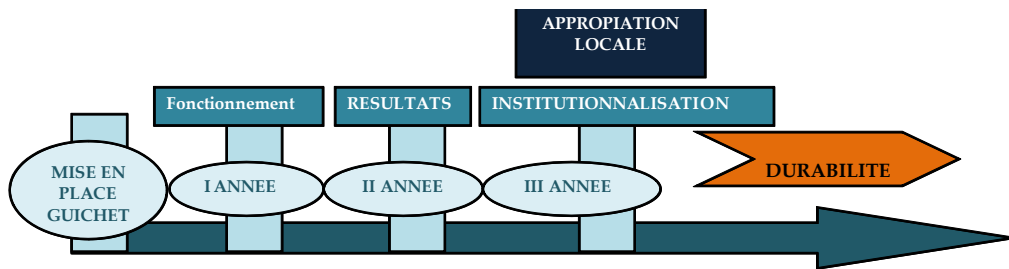 APPROPIATION
LOCALE
Fonctionnement
RESULTATS
INSTITUTIONNALISATION
MISE EN
PLACE
GUICHET
I ANNEE
II ANNEE
III ANNEE
DURABILITE